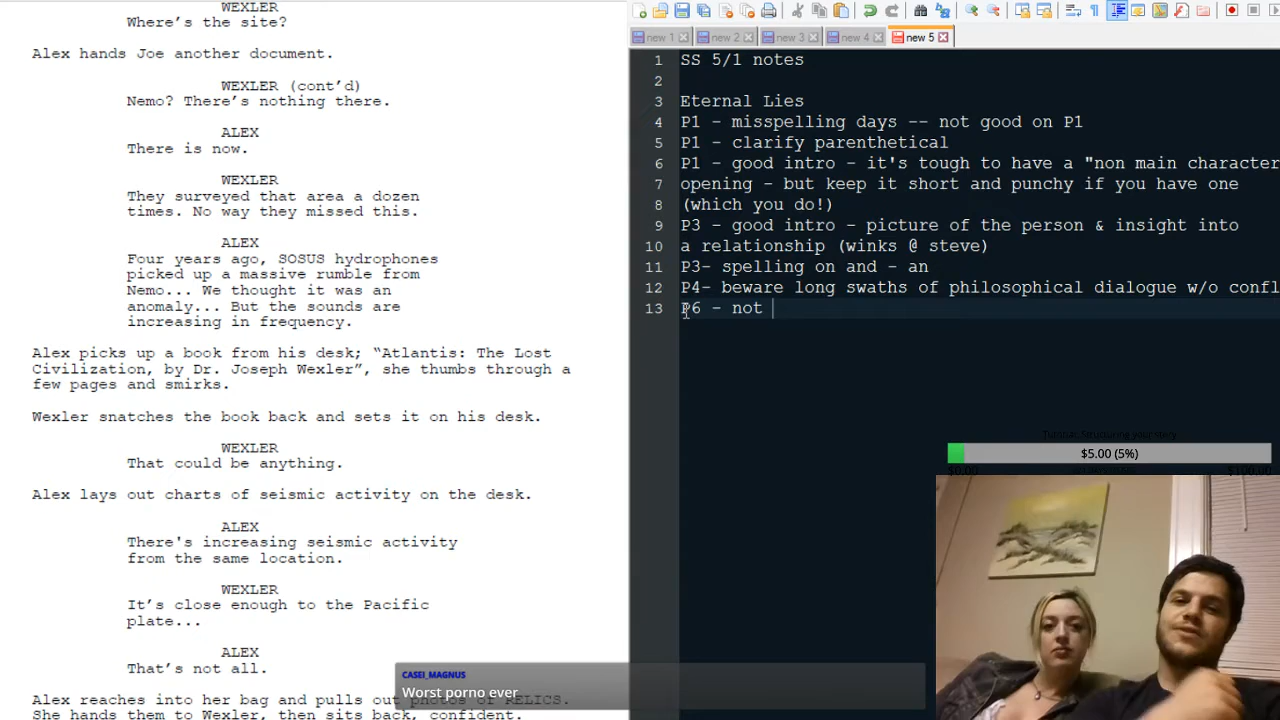 WEXLER
Where's the site?
Alex hands Joe another document.
WEXLER (cont'd)
Nemo? There's nothing there.
ALEX
There is now.
WEXLER
They surveyed that area a dozen
times. No way they missed this.
ALEX
Four years ago, SOSUS hydrophones
picked up a massive rumble from
Nemo... We thought it was an
anomaly... But the sounds are
increasing in frequency.
Alex picks up a book from his desk; “Atlantis: The Lost
Civilization, by Dr. Joseph Wexler”, she thumbs through a
few pages and smirks.
Wexler snatches the book back and sets it on his desk.
WEXLER
That could be anything.
Alex lays out charts of seismic activity on the desk.
ALEX
There's increasing seismic activity
from the same location.
WEXLER
It's close enough to the Pacific
plate...
ALEX
That's not all.
Alex reaches into her bag and pulls out photos of RELICS.
She hands them to Wexler, then sits back, confident.
new 1 new 2 new 3 new 4 new 5
1 SS 5/1 notes
2
3 Eternal Lies
4 P1 - misspelling days -- not good on P1
5 P1 - clarify parenthetical
6 P1 - good intro - it's tough to have a "non main character
7 opening - but keep it short and punchy if you have one
8 (which you do!)
9 P3 - good intro - picture of the person & insight into
10 a relationship (winks @ steve)
11 P3- spelling on and - an
12 P4- beware long swaths of philosophical dialogue w/o confl
13 P6 - not
$5.00 (5%)
$0.00 $100.00
CASEI_MAGNUS
Worst porno ever